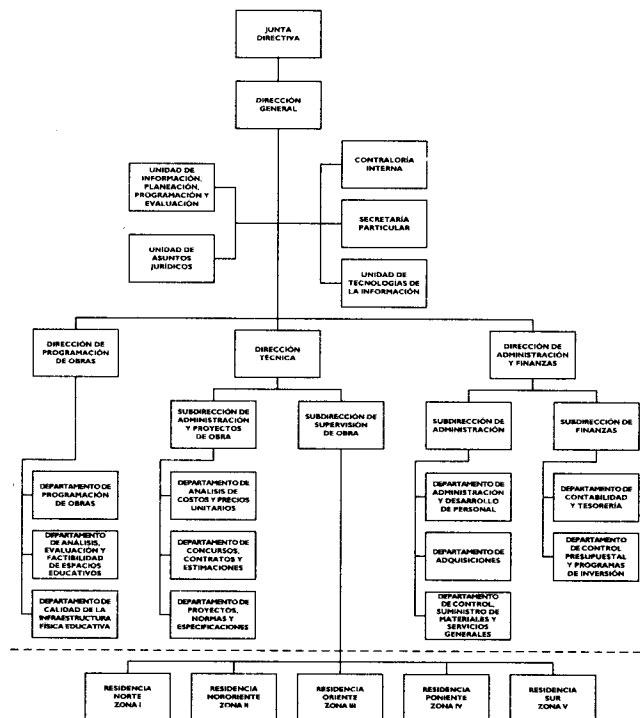 JUNTA
DIRECTIVA
DIRECCIÓN
GENERAL
UNIDAD DE
INFORMACIÓN,
PLANEACIÓN,
PROGRAMACIÓN Y
EVALUACIÓN
CONTRALORÍA
INTERNA
SECRETARÍA
PARTICULAR
UNIDAD DE
ASUNTOS
JURÍDICOS
UNIDAD DE
TECNOLOGÍAS DE
LA INFORMACIÓN
DIRECCIÓN DE
PROGRAMACIÓN
DE OBRAS
DIRECCIÓN
TÉCNICA
DIRECCIÓN DE
ADMINISTRACIÓN
Y FINANZAS
SUBDIRECCIÓN DE
ADMINISTRACIÓN
Y PROYECTOS
DE OBRA
SUBDIRECCIÓN DE
SUPERVISIÓN
DE OBRA
SUBDIRECCIÓN DE
ADMINISTRACIÓN
SUBDIRECCIÓN DE
FINANZAS
DEPARTAMENTO DE
PROGRAMACIÓN
DE OBRAS
DEPARTAMENTO
DE ANÁLISIS,
EVALUACIÓN Y
FACTIBILIDAD
DE ESPACIOS
EDUCATIVOS
DEPARTAMENTO DE
CALIDAD DE LA
INFRAESTRUCTURA
FÍSICA EDUCATIVA
DEPARTAMENTO
DE ANÁLISIS DE
COSTOS Y PRECIOS
UNITARIOS
DEPARTAMENTO DE
CONCURSOS,
CONTRATOS Y
ESTIMACIONES
DEPARTAMENTO DE
PROYECTOS,
NORMAS Y
ESPECIFICACIONES
DEPARTAMENTO DE
ADMINISTRACIÓN
Y DESARROLLO
DE PERSONAL
DEPARTAMENTO DE
ADQUISICIONES
DEPARTAMENTO
DE CONTROL,
SUMINISTRO DE
MATERIALES Y
SERVICIOS
GENERALES
DEPARTAMENTO DE
CONTABILIDAD
Y TESORERÍA
DEPARTAMENTO
DE CONTROL
PRESUPUESTAL Y
PROGRAMAS DE
INVERSIÓN
RESIDENCIA
NORTE
ZONA I
RESIDENCIA
NORORIENTE
ZONA II
RESIDENCIA
ORIENTE
ZONA III
RESIDENCIA
PONIENTE
ZONA IV
RESIDENCIA
SUR
ZONA V